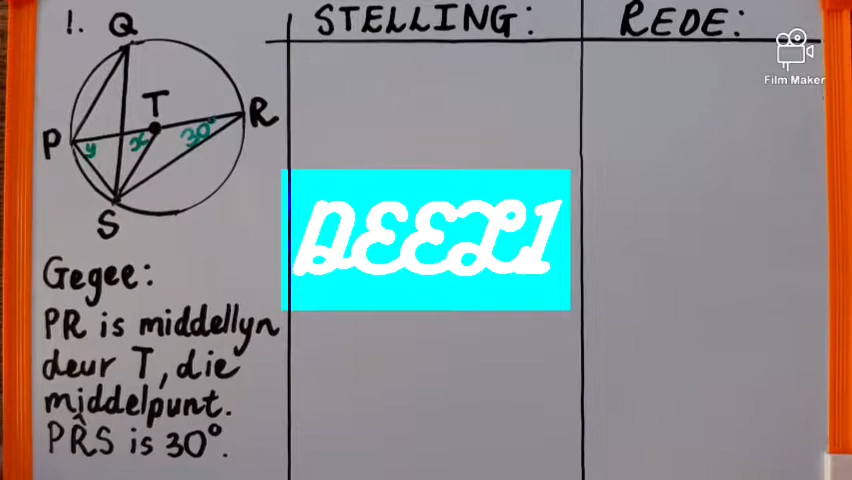 1.
STELLING:
REDE:
Film Maker
Q
T
R
P
y
x
30°
S
DEEL1
Gegee:
PR is middellyn
deur T, die
middelpunt.
PR̂S is 30°.